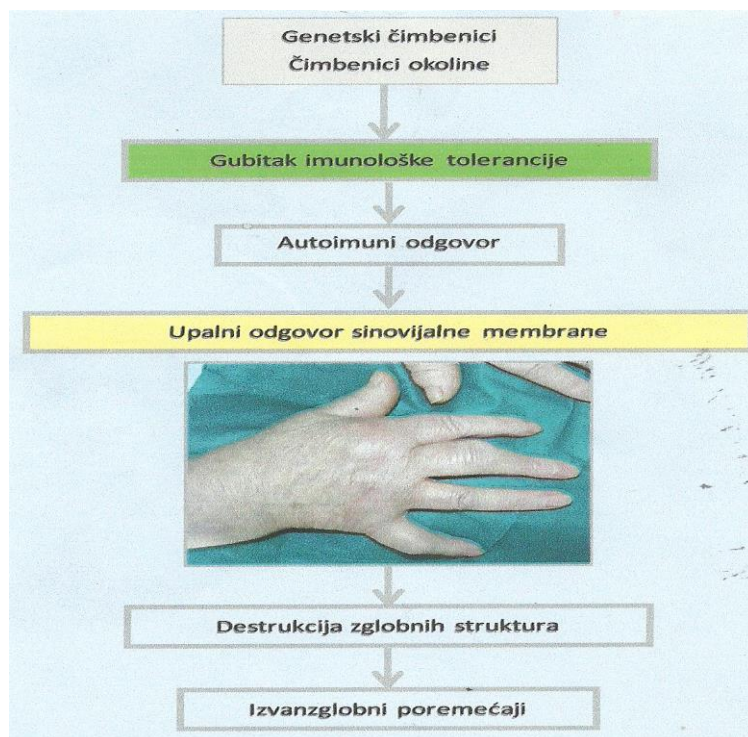 Genetski čimbenici
Čimbenici okoline
Gubitak imunološke tolerancije
Autoimuni odgovor
Upalni odgovor sinovijalne membrane
Destrukcija zglobnih struktura
Izvanzglobni poremećaji